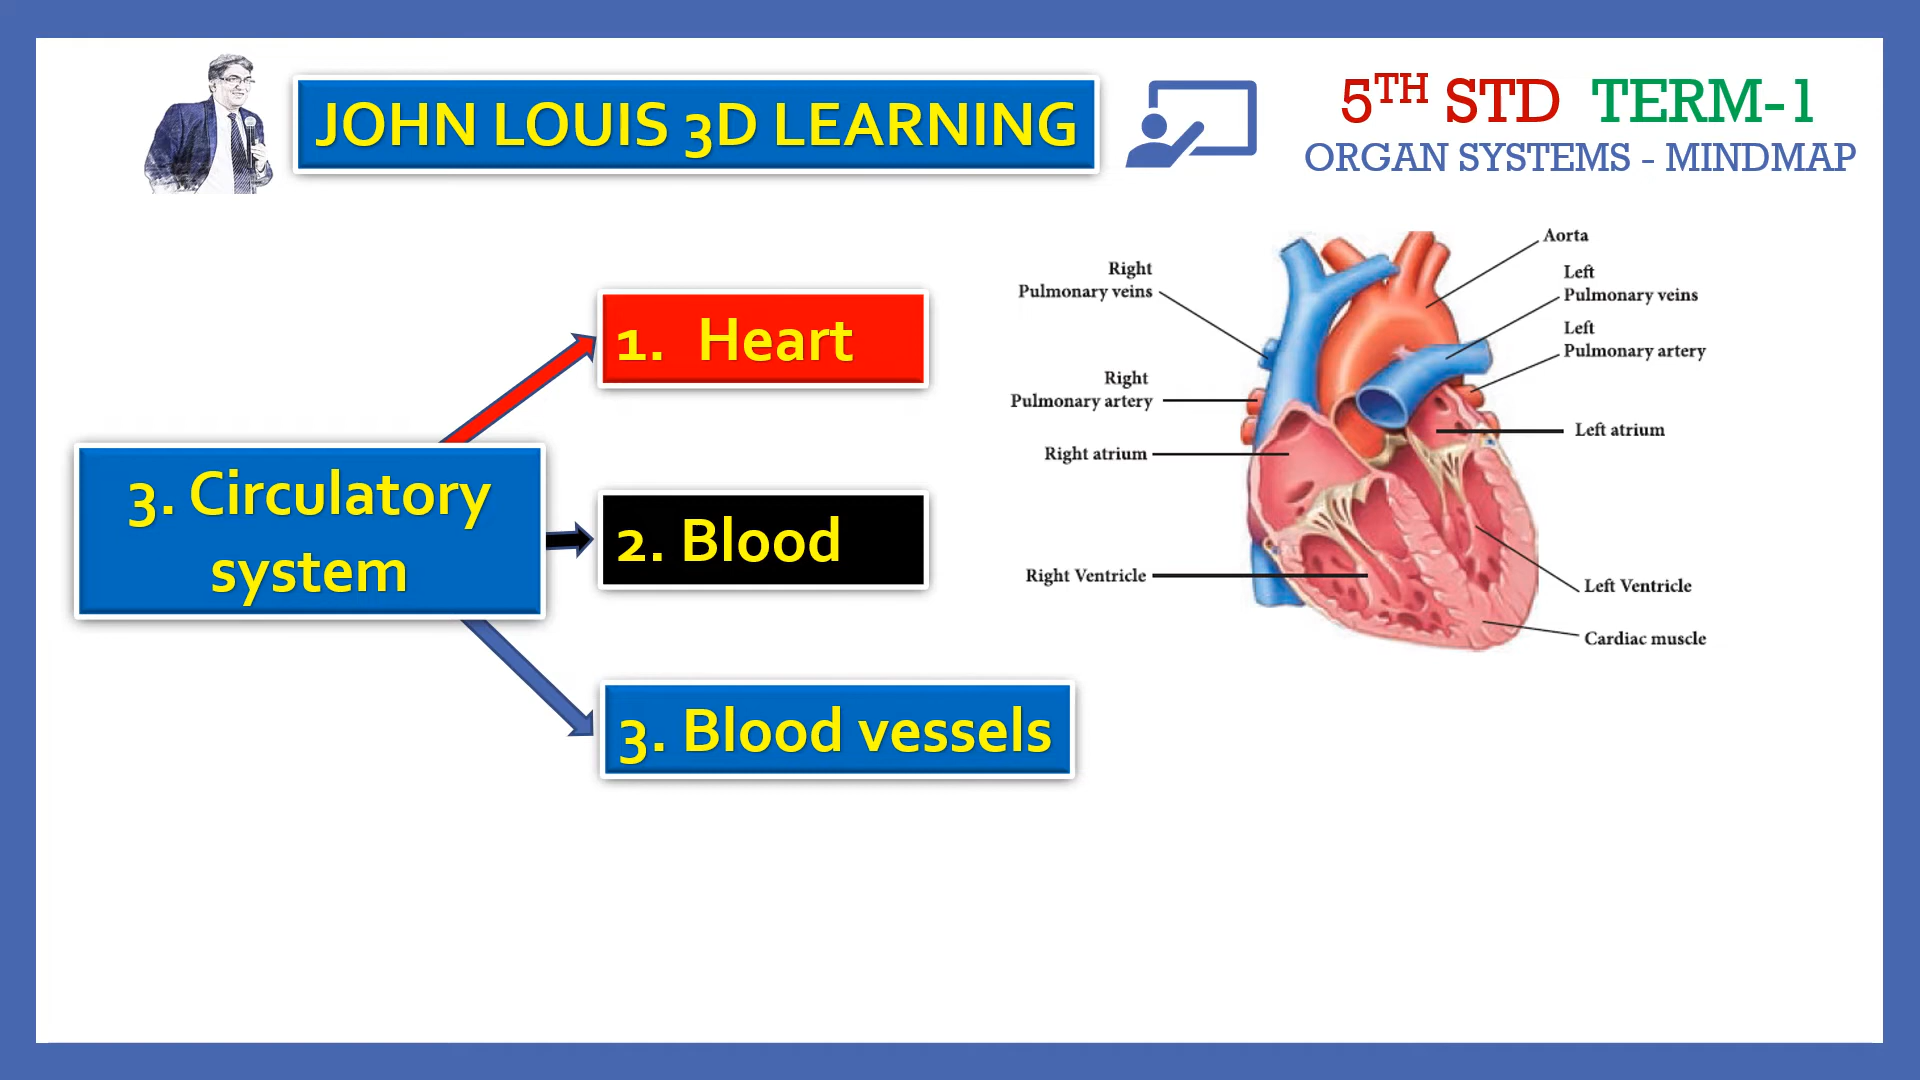 JOHN LOUIS 3D LEARNING
5TH STD TERM-1
ORGAN SYSTEMS - MINDMAP
1. Heart
3. Circulatory
system
2. Blood
3. Blood vessels
Aorta
Right
Pulmonary veins
Left
Pulmonary veins
Left
Pulmonary artery
Right
Pulmonary artery
Left atrium
Right atrium
Right Ventricle
Left Ventricle
Cardiac muscle